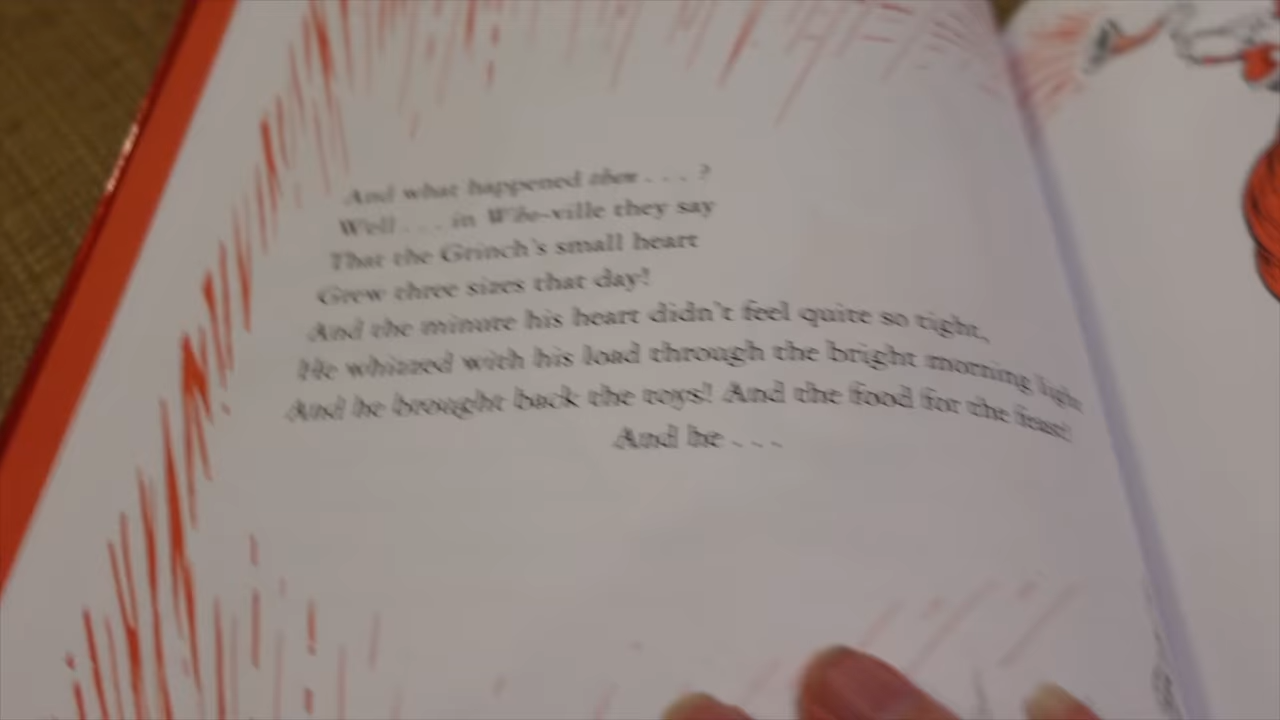 And what happened then . . . ?
Well . . . in Who-ville they say
That the Grinch's small heart
Grew three sizes that day!
And the minute his heart didn't feel quite so tight,
He whizzed with his load through the bright morning light
And he brought back the toys! And the food for the feast!
And he . . .